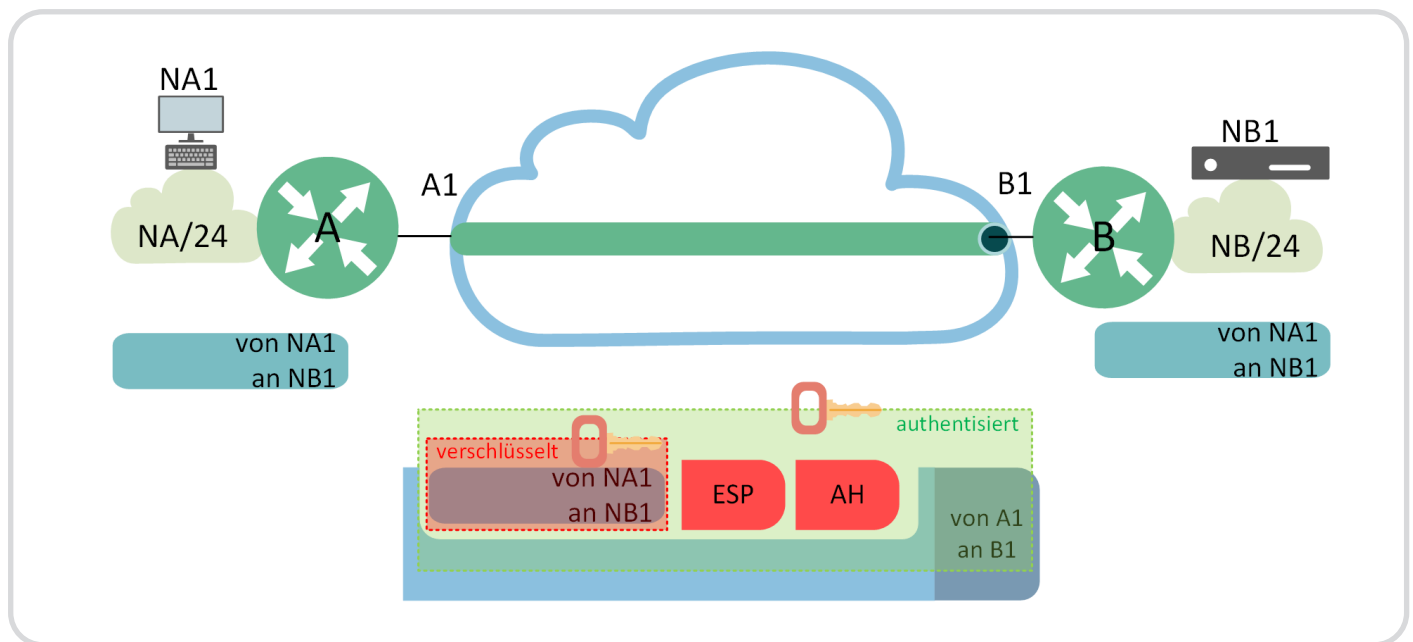 NA1
NB1
A1
B1
NA/24
A
B
NB/24
von NA1
an NB1
von NA1
an NB1
authentisiert
verschlüsselt
von NA1
an NB1
ESP
AH
von A1
an B1